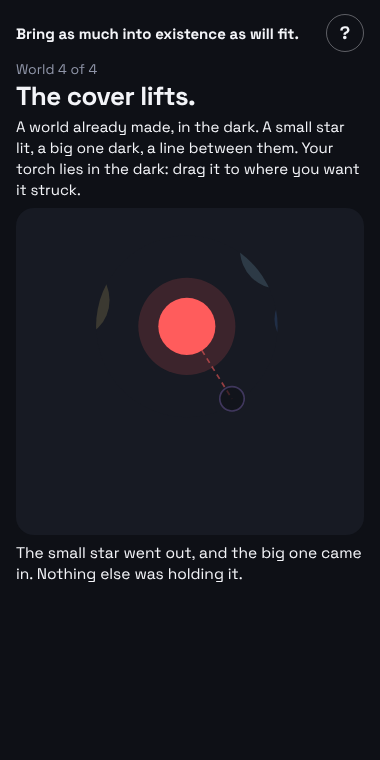 Bring as much into existence as will fit.
?
World 4 of 4
The cover lifts.
A world already made, in the dark. A small star
lit, a big one dark, a line between them. Your
torch lies in the dark: drag it to where you want
it struck.
The small star went out, and the big one came
in. Nothing else was holding it.